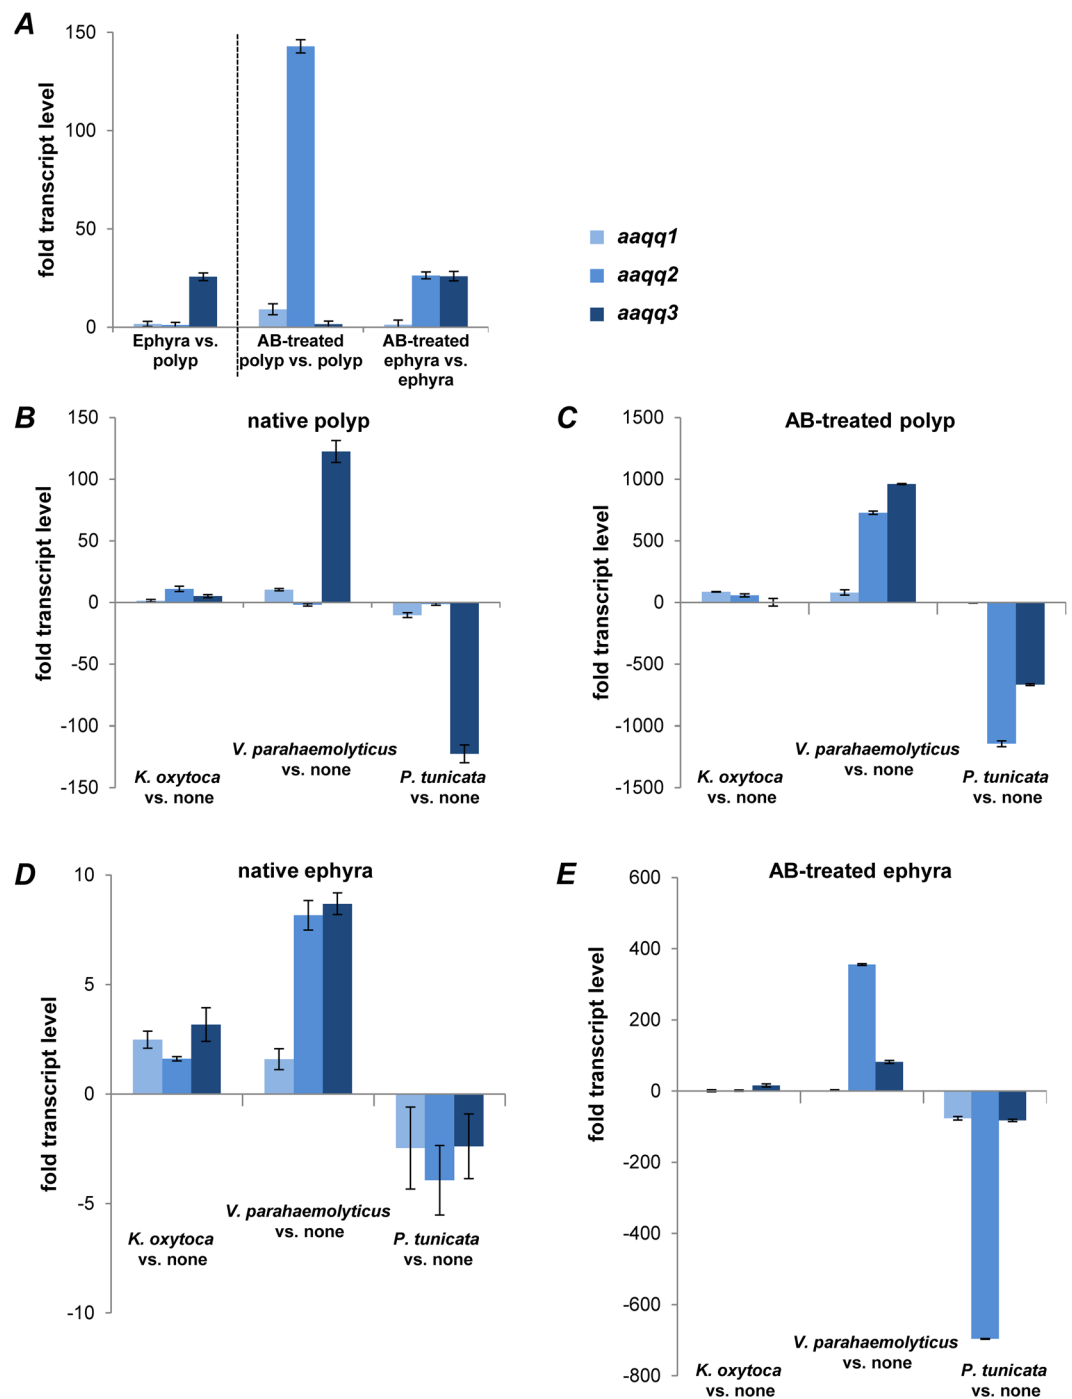 A
150
100
50
0
fold transcript level
Ephyra vs.
polyp
AB-treated
polyp vs. polyp
AB-treated
ephyra vs.
ephyra
aaqq1
aaqq2
aaqq3
B
native polyp
150
100
50
0
-50
-100
-150
fold transcript level
K. oxytoca
vs. none
V. parahaemolyticus
vs. none
P. tunicata
vs. none
C
AB-treated polyp
1500
1000
500
0
-500
-1000
-1500
fold transcript level
K. oxytoca
vs. none
V. parahaemolyticus
vs. none
P. tunicata
vs. none
D
native ephyra
10
5
0
-5
-10
fold transcript level
K. oxytoca
vs. none
V. parahaemolyticus
vs. none
P. tunicata
vs. none
E
AB-treated ephyra
600
400
200
0
-200
-400
-600
-800
fold transcript level
K. oxytoca
vs. none
V. parahaemolyticus
vs. none
P. tunicata
vs. none